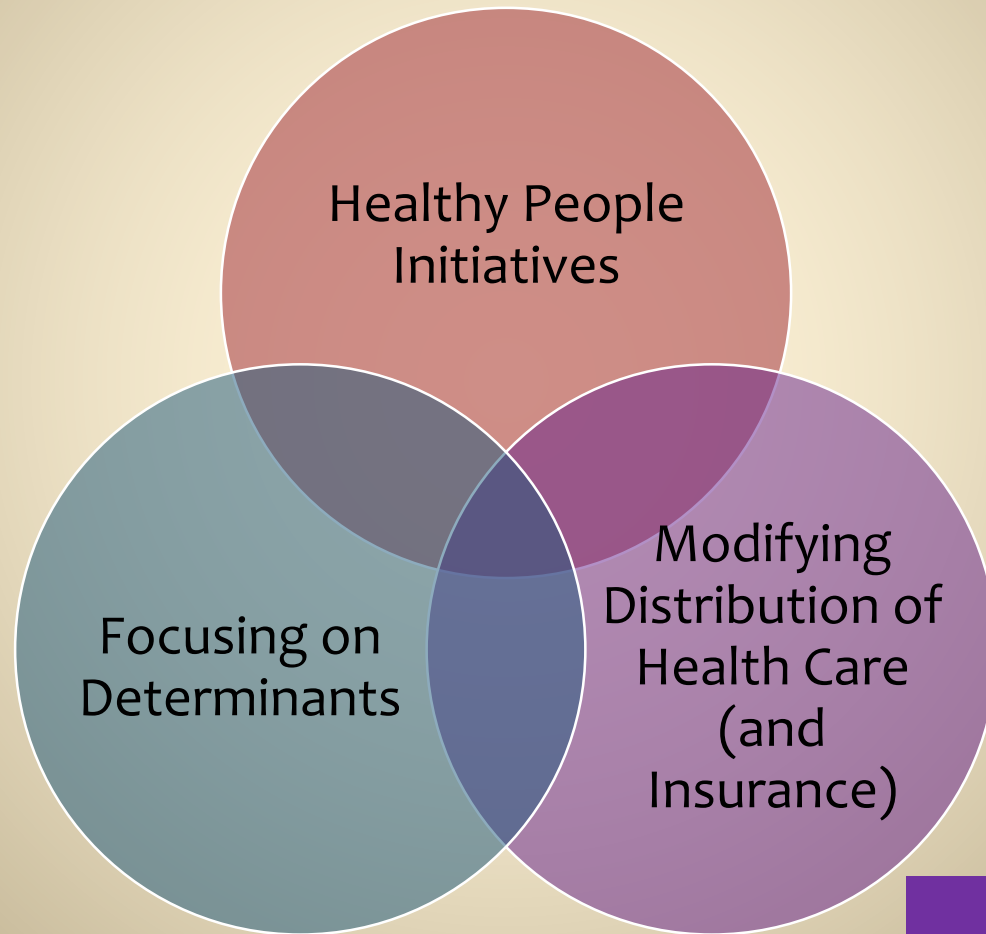 Healthy People
Initiatives
Focusing on
Determinants
Modifying
Distribution of
Health Care
(and
Insurance)